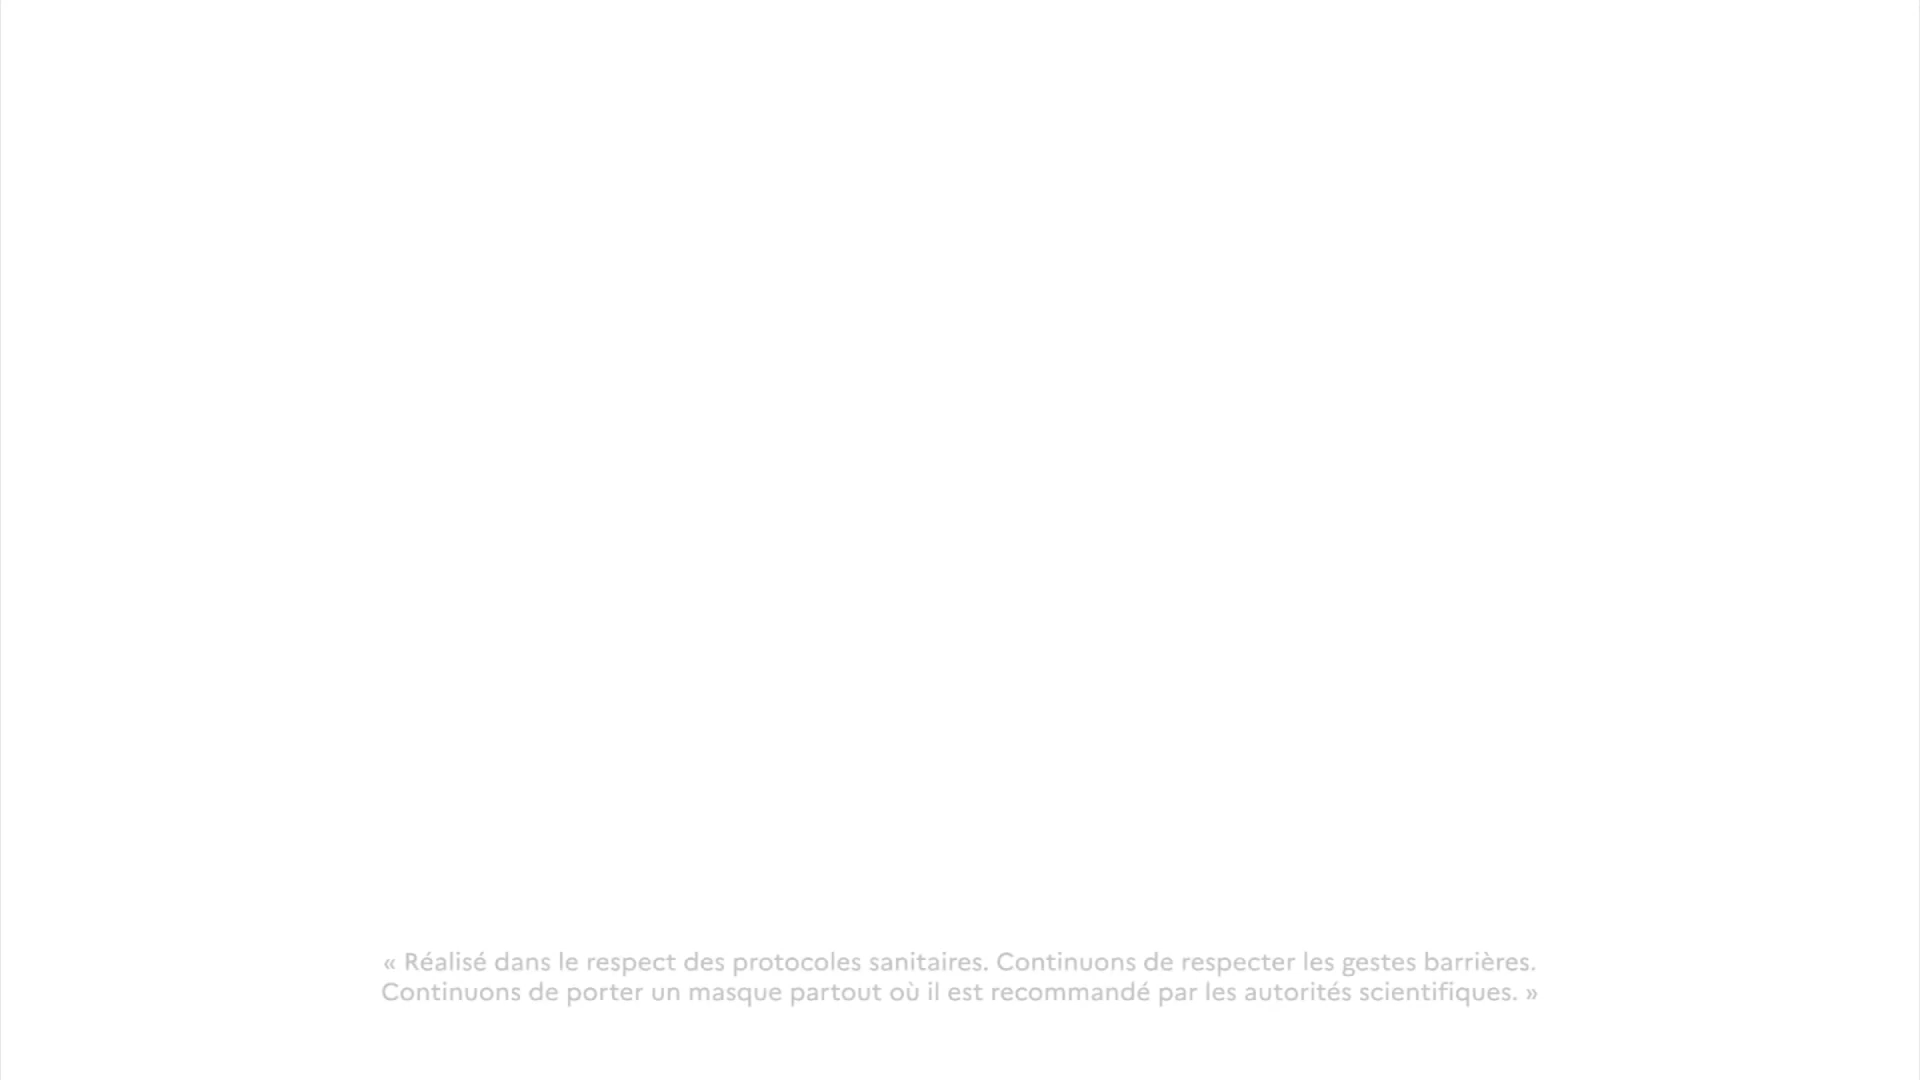 « Réalisé dans le respect des protocoles sanitaires. Continuons de respecter les gestes barrières.
Continuons de porter un masque partout où il est recommandé par les autorités scientifiques. »